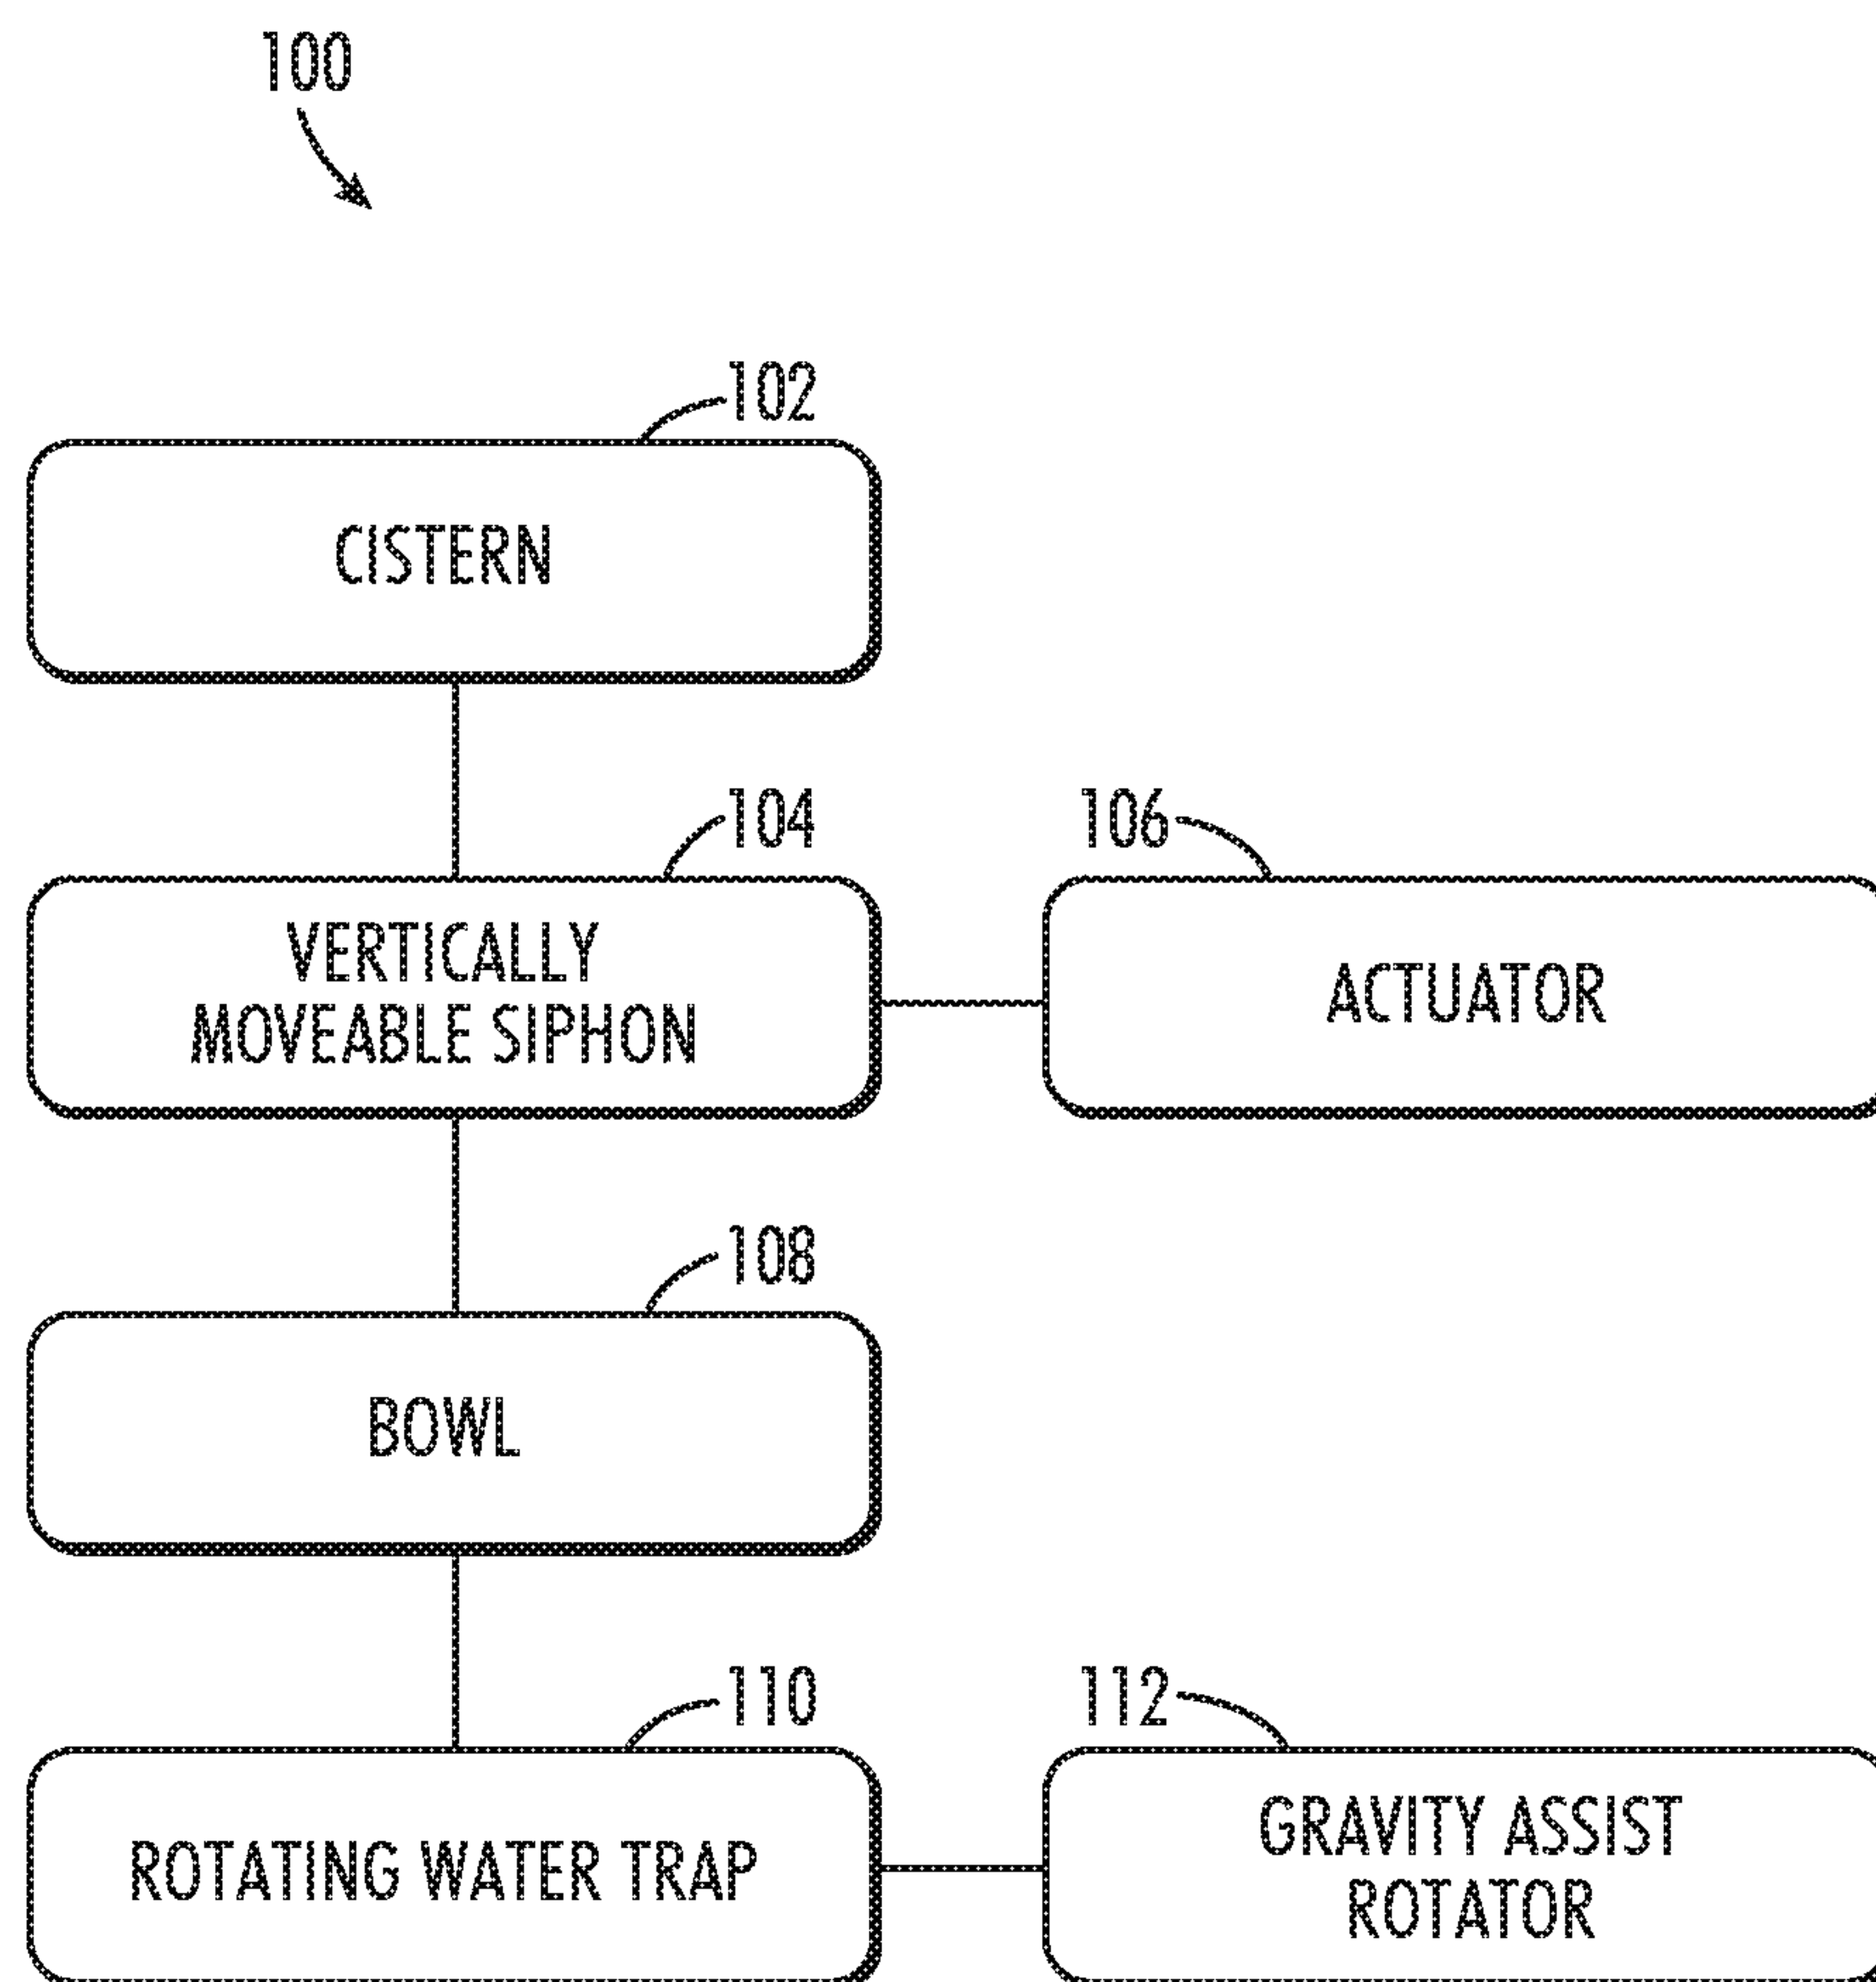 100
102
CISTERN
104
106
VERTICALLY
MOVEABLE SIPHON
ACTUATOR
108
BOWL
110
112
ROTATING WATER TRAP
GRAVITY ASSIST
ROTATOR